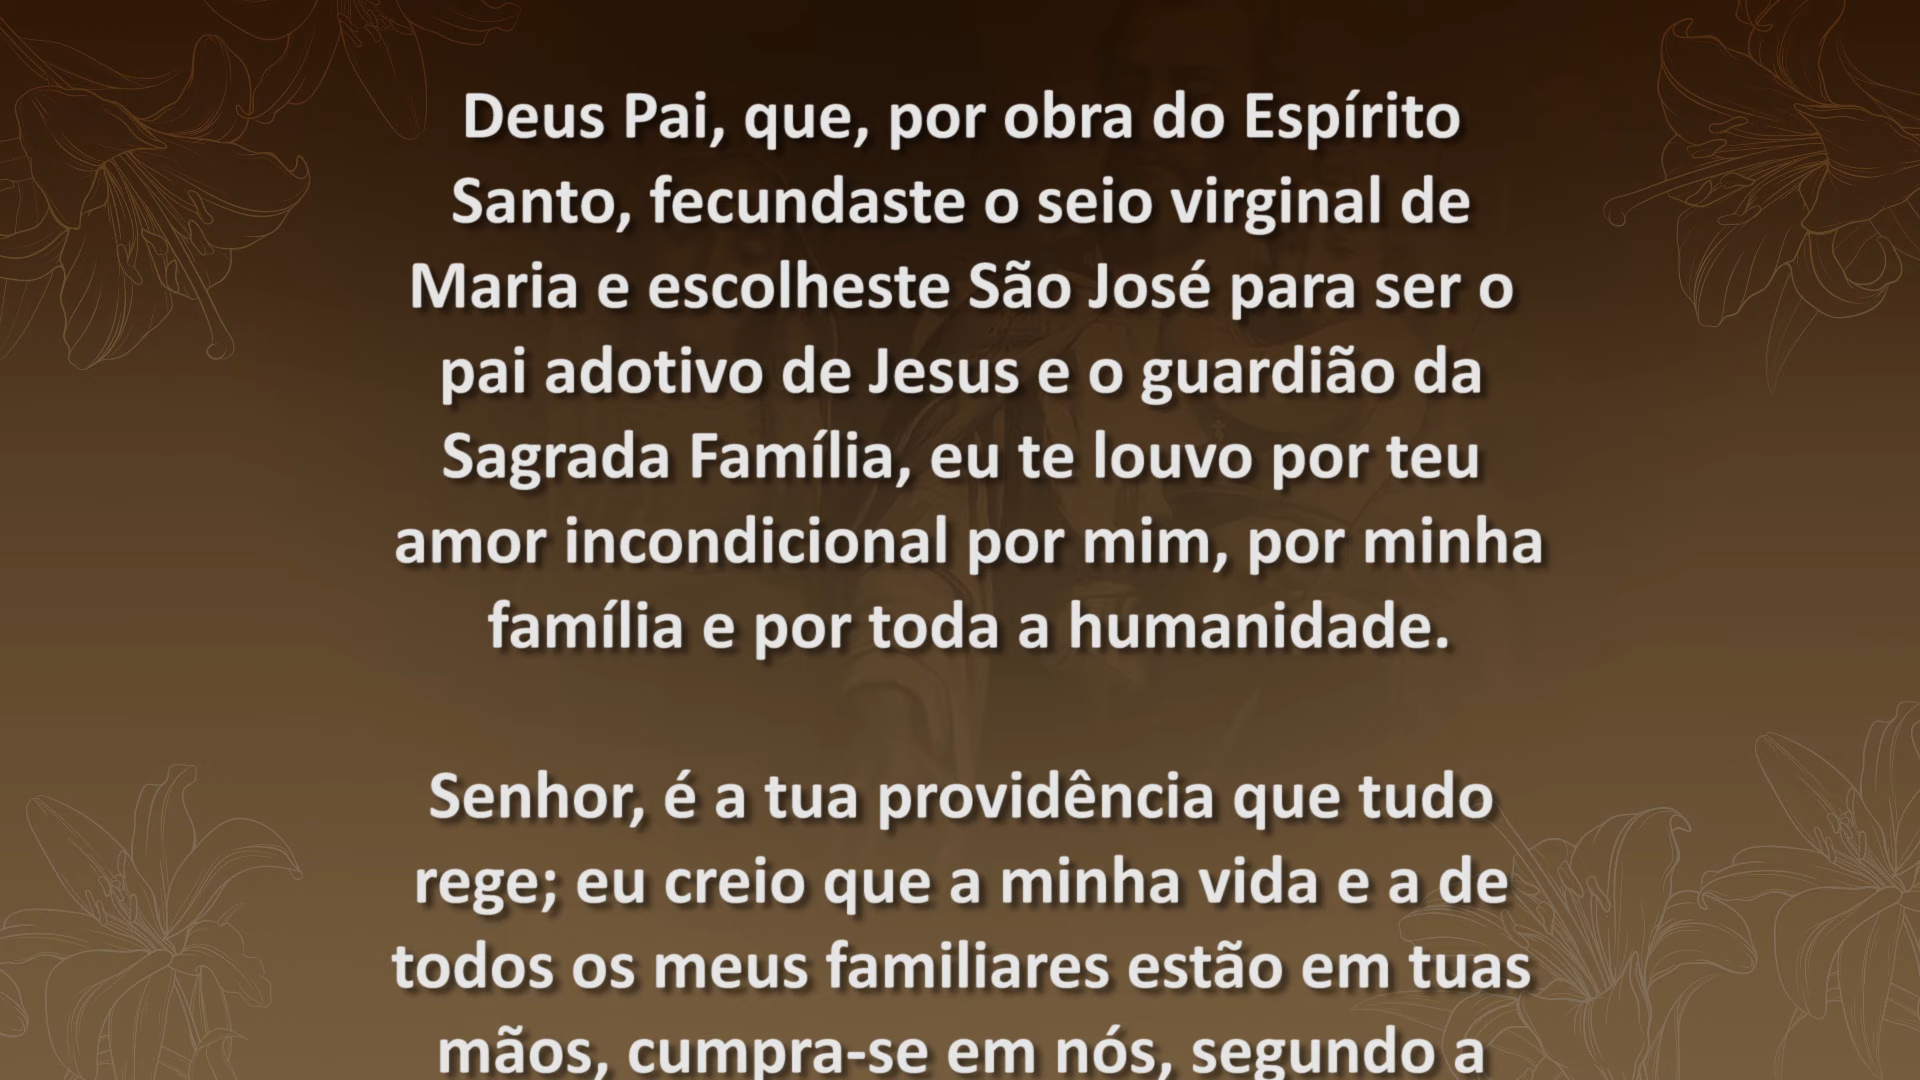 Deus Pai, que, por obra do Espírito
Santo, fecundaste o seio virginal de
Maria e escolheste São José para ser o
pai adotivo de Jesus e o guardião da
Sagrada Família, eu te louvo por teu
amor incondicional por mim, por minha
família e por toda a humanidade.
Senhor, é a tua providência que tudo
rege; eu creio que a minha vida e a de
todos os meus familiares estão em tuas
mãos, cumpra-se em nós, segundo a